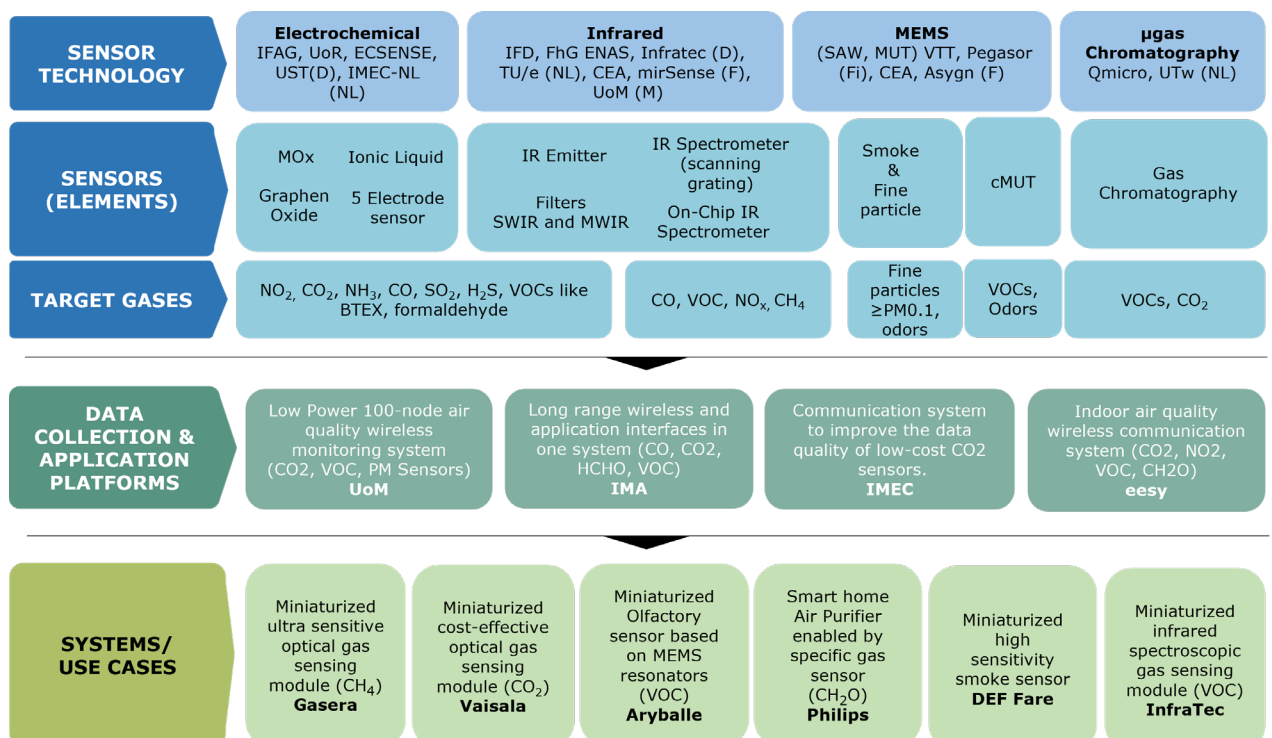 SENSOR
TECHNOLOGY
Electrochemical
IFAG, UoR, ECSENSE,
UST(D), IMEC-NL
(NL)
Infrared
IFD, FhG ENAS, Infratec (D),
TU/e (NL), CEA, mirSense (F),
UoM (M)
MEMS
(SAW, MUT) VTT, Pegasor
(Fi), CEA, Asygn (F)
µgas
Chromatography
Qmicro, UTw (NL)
SENSORS
(ELEMENTS)
MOx
Ionic Liquid
Graphen
Oxide
5 Electrode
sensor
IR Emitter
IR Spectrometer
(scanning
grating)
Filters
SWIR and MWIR
On-Chip IR
Spectrometer
Smoke
&
Fine
particle
cMUT
Gas
Chromatography
TARGET GASES
NO₂, CO₂, NH₃, CO, SO₂, H₂S, VOCs like
BTEX, formaldehyde
CO, VOC, NOₓ, CH₄
Fine
particles
≥PM0.1,
odors
VOCs,
Odors
VOCs, CO₂
DATA
COLLECTION &
APPLICATION
PLATFORMS
Low Power 100-node air
quality wireless
monitoring system
(CO2, VOC, PM Sensors)
UoM
Long range wireless and
application interfaces in
one system (CO, CO2,
HCHO, VOC)
IMA
Communication system
to improve the data
quality of low-cost CO2
sensors.
IMEC
Indoor air quality
wireless communication
system (CO2, NO2,
VOC, CH2O)
eesy
SYSTEMS/
USE CASES
Miniaturized
ultra sensitive
optical gas
sensing
module (CH₄)
Gasera
Miniaturized
cost-effective
optical gas
sensing
module (CO₂)
Vaisala
Miniaturized
Olfactory
sensor based
on MEMS
resonators
(VOC)
Aryballe
Smart home
Air Purifier
enabled by
specific gas
sensor
(CH₂O)
Philips
Miniaturized
high
sensitivity
smoke sensor
DEF Fare
Miniaturized
infrared
spectroscopic
gas sensing
module (VOC)
InfraTec